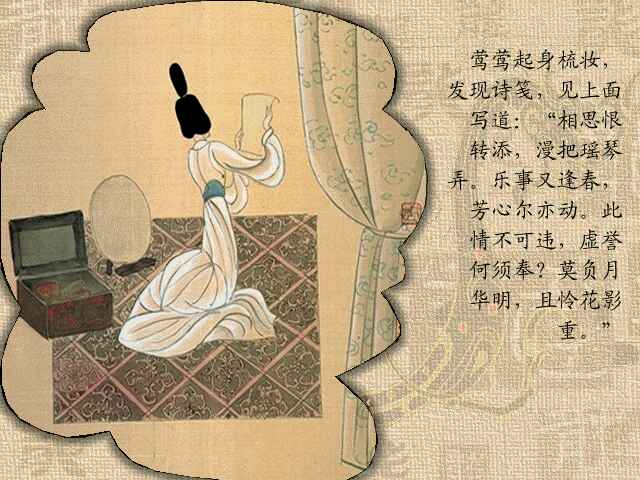 莺莺起身梳妆，
发现诗笺，见上面
写道：“相思恨
转添，漫把瑶琴
弄。乐事又逢春，
芳心尔亦动。此
情不可违，虚誉
何须奉？莫负月
华明，且怜花影
重。”